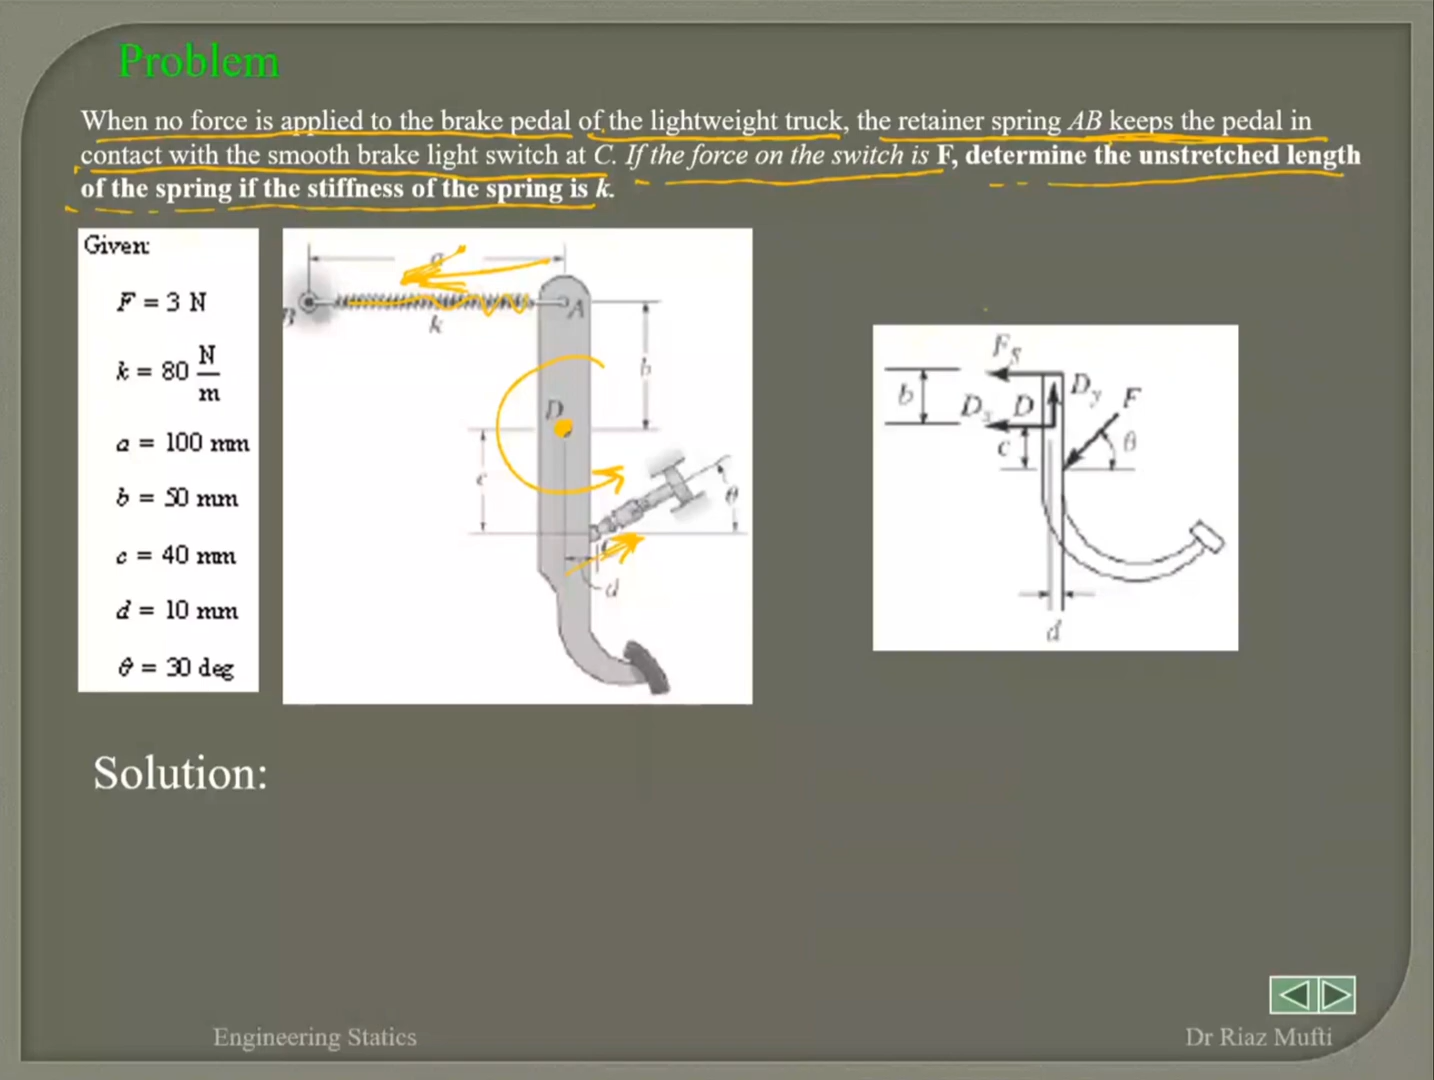 Problem
When no force is applied to the brake pedal of the lightweight truck, the retainer spring AB keeps the pedal in
contact with the smooth brake light switch at C. If the force on the switch is F, determine the unstretched length
of the spring if the stiffness of the spring is k.
Given:
F = 3 N
k = 80 N/m
a = 100 mm
b = 50 mm
c = 40 mm
d = 10 mm
θ = 30 deg
a
B
k
A
b
D
c
θ
C
d
F_S
b
D_x
D
D_y
F
c
θ
d
Solution:
Engineering Statics
Dr Riaz Mufti